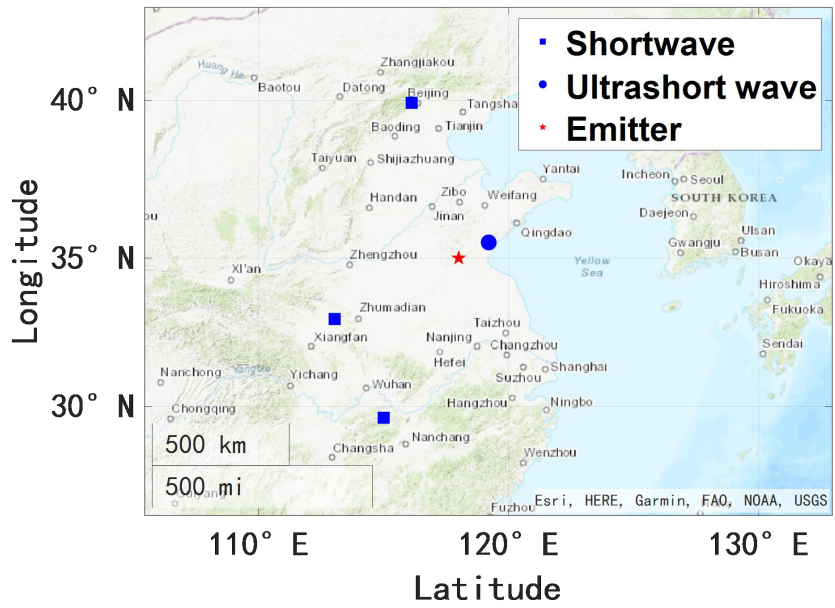 Shortwave
Ultrashort wave
Emitter
Zhangjiakou
Huang He
Baotou
Datong
Beijing
Tangsha
Baoding
Tianjin
Taiyuan
Shijiazhuang
Yantai
Incheon
Seoul
SOUTH KOREA
Handan
Zibo
Weifang
Jinan
Daejeon
Qingdao
Ulsan
Gwangju
Busan
Zhengzhou
Yellow
Sea
Okaya
XI'an
Hiroshima
Fukuoka
Zhumadian
Taizhou
Xiangfan
Nanjing
Changzhou
Sendai
Hefei
Nanchong
Yangtze
Yichang
Suzhou
Shanghai
Wuhan
Hangzhou
Ningbo
Chongqing
Nanchang
Changsha
Wenzhou
Fuzhou
500 km
500 mi
Esri, HERE, Garmin, FAO, NOAA, USGS
40° N
35° N
30° N
110° E
120° E
130° E
Longitude
Latitude